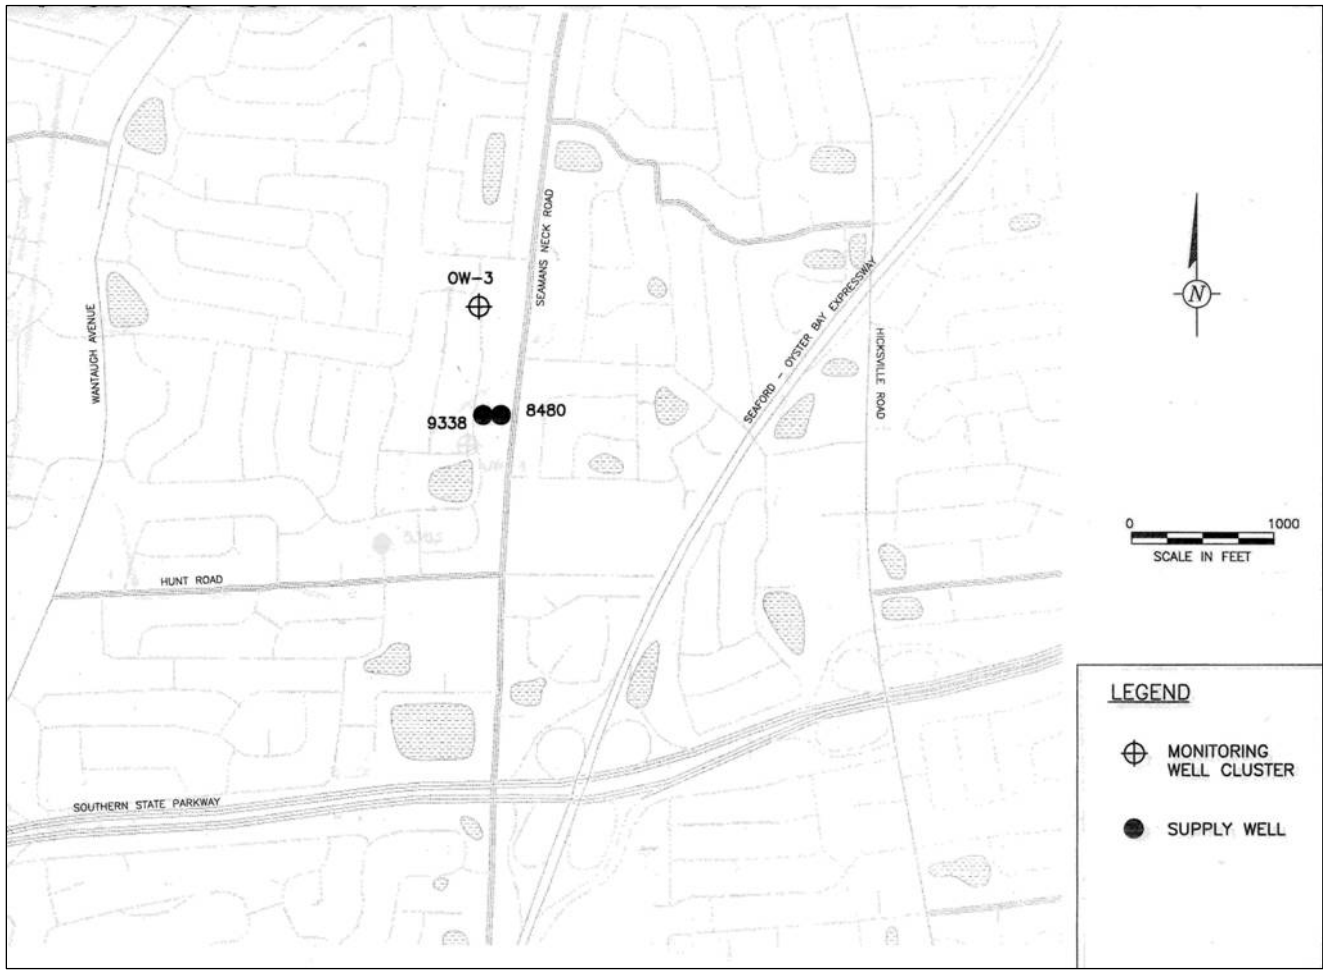 OW-3
SEAMANS NECK ROAD
WANTAUGH AVENUE
SEAFORD - OYSTER BAY EXPRESSWAY
HICKSVILLE ROAD
9338
8480
HUNT ROAD
SOUTHERN STATE PARKWAY
N
0 1000
SCALE IN FEET
LEGEND
MONITORING
WELL CLUSTER
SUPPLY WELL